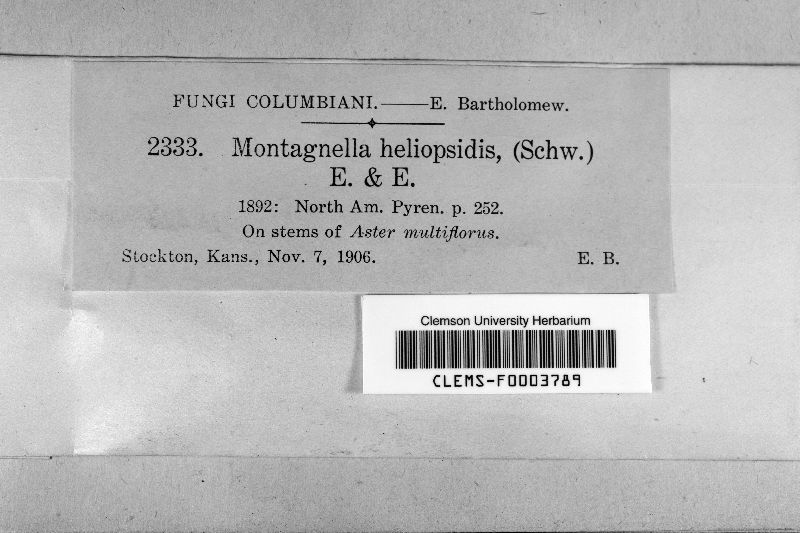 FUNGI COLUMBIANI.——E. Bartholomew.
2333. Montagnella heliopsidis, (Schw.)
E. & E.
1892: North Am. Pyren. p. 252.
On stems of Aster multiflorus.
Stockton, Kans., Nov. 7, 1906. E. B.
Clemson University Herbarium
CLEMS-F0003789